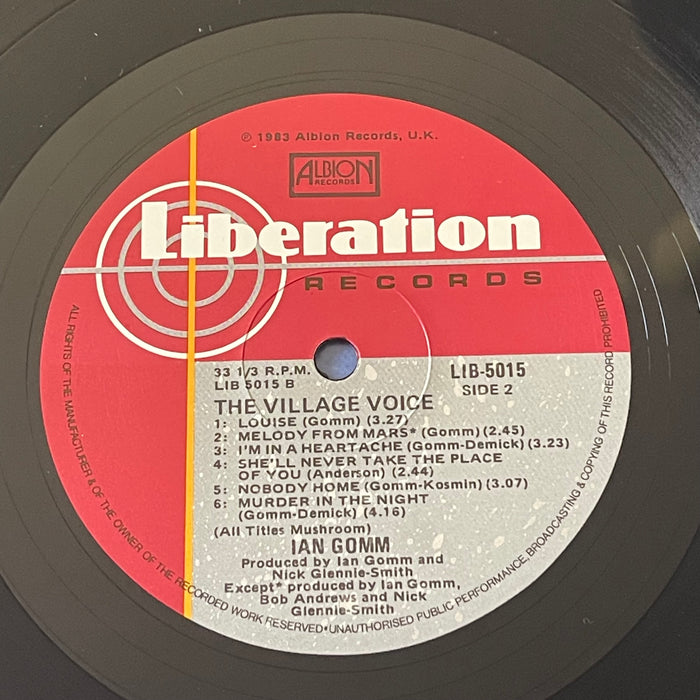 ℗ 1983 Albion Records, U.K.
ALBION
RECORDS
Liberation
RECORDS
33 1/3 R.P.M.
LIB 5015 B
LIB-5015
SIDE 2
THE VILLAGE VOICE
1: LOUISE (Gomm) (3.27)
2: MELODY FROM MARS* (Gomm) (2.45)
3: I'M IN A HEARTACHE (Gomm-Demick) (3.23)
4: SHE'LL NEVER TAKE THE PLACE
OF YOU (Anderson) (2.44)
5: NOBODY HOME (Gomm-Kosmin) (3.07)
6: MURDER IN THE NIGHT
(Gomm-Demick) (4.16)
(All Titles Mushroom)
IAN GOMM
Produced by Ian Gomm and
Nick Glennie-Smith
Except* produced by Ian Gomm,
Bob Andrews and Nick
Glennie-Smith
ALL RIGHTS OF THE MANUFACTURER & OF THE OWNER OF THE RECORDED WORK RESERVED•UNAUTHORISED PUBLIC PERFORMANCE, BROADCASTING & COPYING OF THIS RECORD PROHIBITED